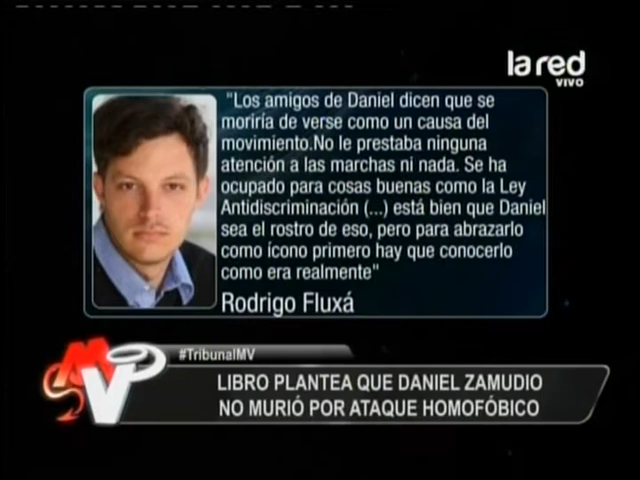 la red
VIVO
"Los amigos de Daniel dicen que se
moriría de verse como un causa del
movimiento.No le prestaba ninguna
atención a las marchas ni nada. Se ha
ocupado para cosas buenas como la Ley
Antidiscriminación (...) está bien que Daniel
sea el rostro de eso, pero para abrazarlo
como ícono primero hay que conocerlo
como era realmente"
Rodrigo Fluxá
#TribunalMV
MV
LIBRO PLANTEA QUE DANIEL ZAMUDIO
NO MURIÓ POR ATAQUE HOMOFÓBICO